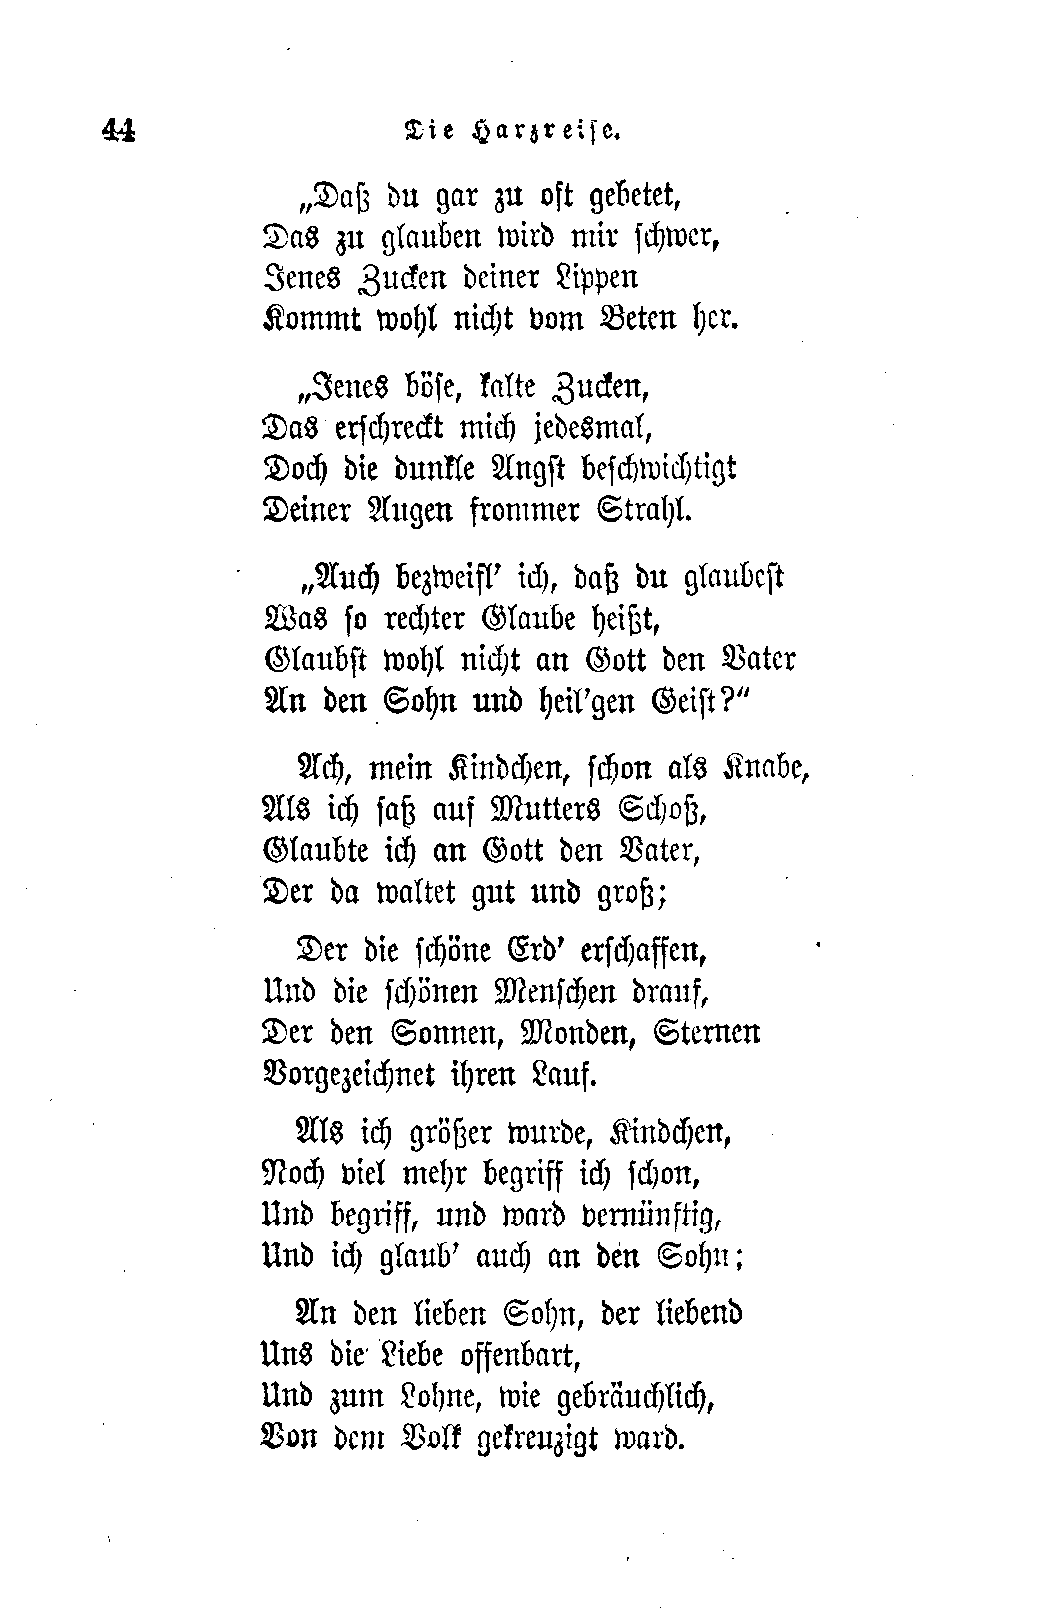 44 Die Harzreise.
„Daß du gar zu oft gebetet,
Das zu glauben wird mir schwer,
Jenes Zucken deiner Lippen
Kommt wohl nicht vom Beten her.
„Jenes böse, kalte Zucken,
Das erschreckt mich jedesmal,
Doch die dunkle Angst beschwichtigt
Deiner Augen frommer Strahl.
„Auch bezweifl' ich, daß du glaubest
Was so rechter Glaube heißt,
Glaubst wohl nicht an Gott den Vater
An den Sohn und heil'gen Geist?“
Ach, mein Kindchen, schon als Knabe,
Als ich saß auf Mutters Schoß,
Glaubte ich an Gott den Vater,
Der da waltet gut und groß;
Der die schöne Erd' erschaffen,
Und die schönen Menschen drauf,
Der den Sonnen, Monden, Sternen
Vorgezeichnet ihren Lauf.
Als ich größer wurde, Kindchen,
Noch viel mehr begriff ich schon,
Und begriff, und ward vernünftig,
Und ich glaub' auch an den Sohn;
An den lieben Sohn, der liebend
Uns die Liebe offenbart,
Und zum Lohne, wie gebräuchlich,
Von dem Volk gekreuzigt ward.